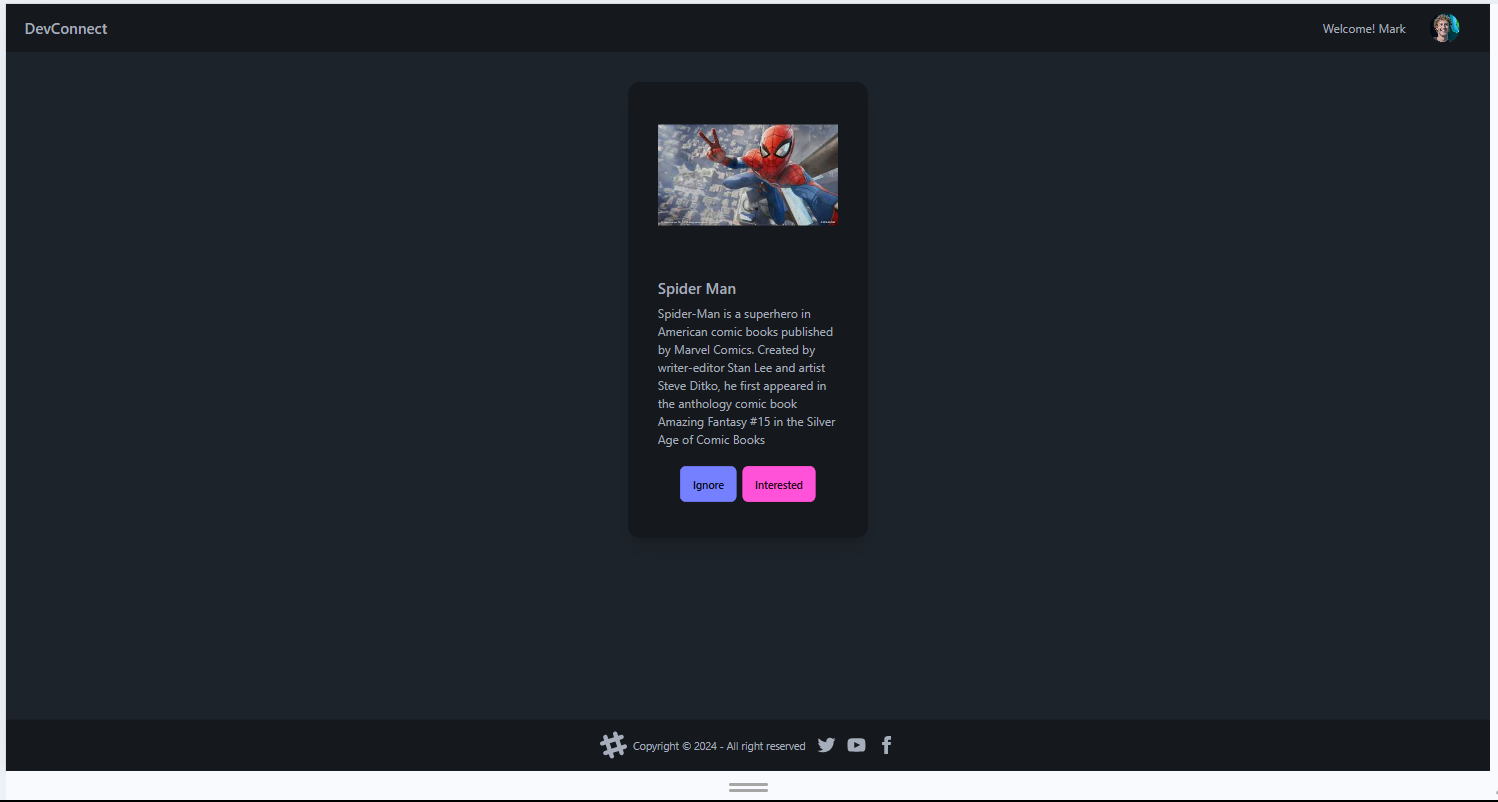 DevConnect
Welcome! Mark
Spider Man
Spider-Man is a superhero in
American comic books published
by Marvel Comics. Created by
writer-editor Stan Lee and artist
Steve Ditko, he first appeared in
the anthology comic book
Amazing Fantasy #15 in the Silver
Age of Comic Books
Ignore
Interested
Copyright © 2024 - All right reserved